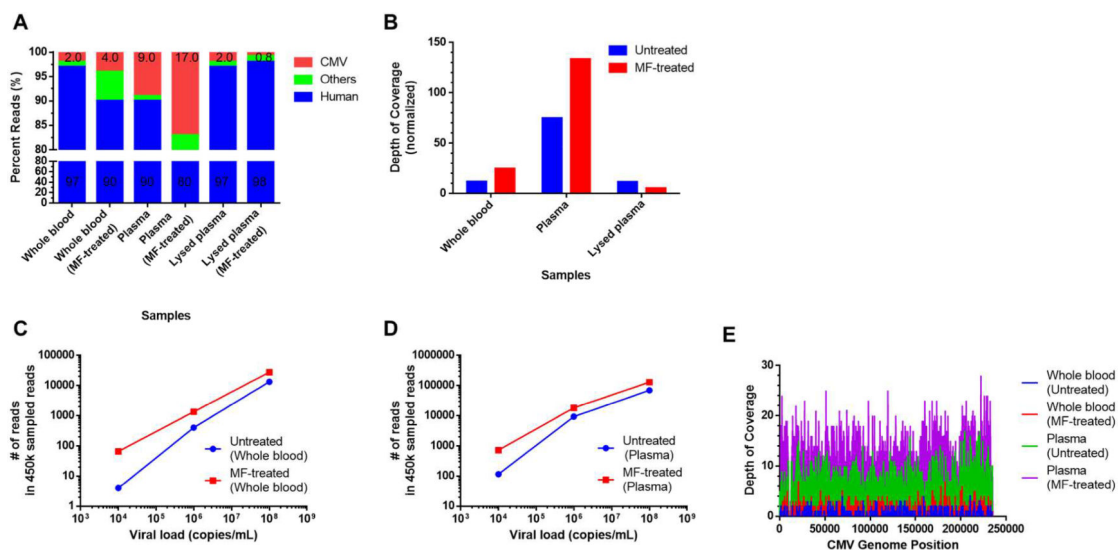 A
Percent Reads (%)
100
95
90
85
80
80
60
40
20
0
2.0 4.0 9.0 17.0 2.0 0.8
97 90 90 80 97 98
CMV
Others
Human
Whole blood
Whole blood
(MF-treated)
Plasma
Plasma
(MF-treated)
Lysed plasma
Lysed plasma
(MF-treated)
Samples
B
Depth of Coverage
(normalized)
150
100
50
0
Untreated
MF-treated
Whole blood
Plasma
Lysed plasma
Samples
C
# of reads
in 450k sampled reads
100000
10000
1000
100
10
1
Untreated
(Whole blood)
MF-treated
(Whole blood)
10³ 10⁴ 10⁵ 10⁶ 10⁷ 10⁸ 10⁹
Viral load (copies/mL)
D
# of reads
in 450k sampled reads
1000000
100000
10000
1000
100
10
Untreated
(Plasma)
MF-treated
(Plasma)
10³ 10⁴ 10⁵ 10⁶ 10⁷ 10⁸ 10⁹
Viral load (copies/mL)
E
Depth of Coverage
30
20
10
0
0 50000 100000 150000 200000 250000
CMV Genome Position
Whole blood
(Untreated)
Whole blood
(MF-treated)
Plasma
(Untreated)
Plasma
(MF-treated)